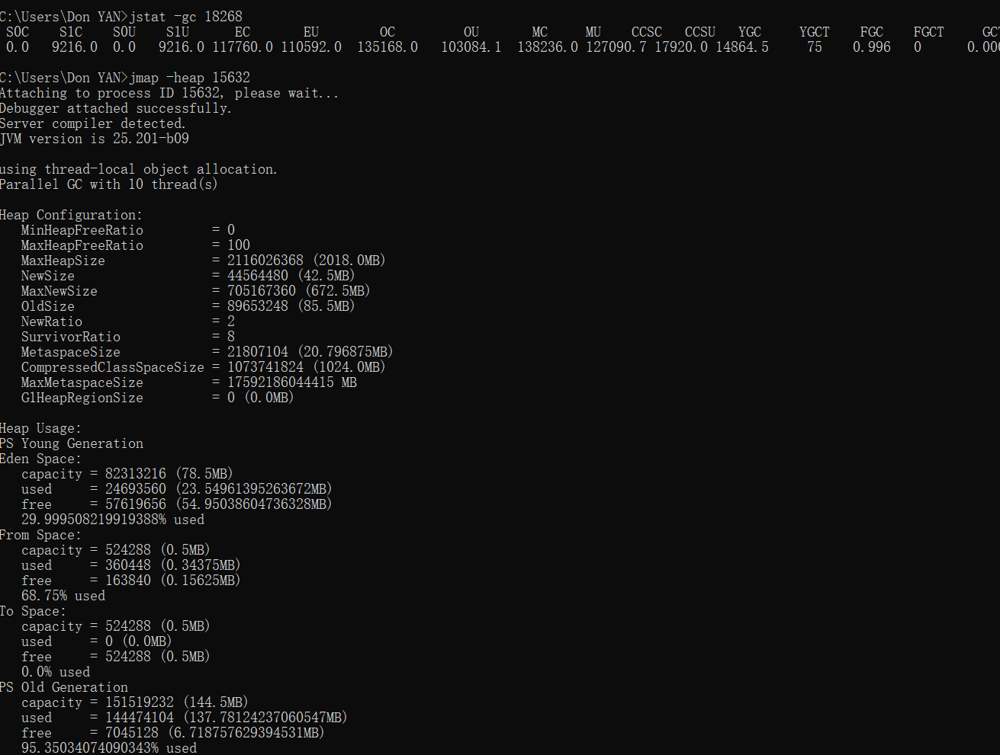 C:\Users\Don YAN>jstat -gc 18268
S0C S1C S0U S1U EC EU OC OU MC MU CCSC CCSU YGC YGCT FGC FGCT GCT
0.0 9216.0 0.0 9216.0 117760.0 110592.0 135168.0 103084.1 138236.0 127090.7 17920.0 14864.5 75 0.996 0 0.000
C:\Users\Don YAN>jmap -heap 15632
Attaching to process ID 15632, please wait...
Debugger attached successfully.
Server compiler detected.
JVM version is 25.201-b09
using thread-local object allocation.
Parallel GC with 10 thread(s)
Heap Configuration:
MinHeapFreeRatio = 0
MaxHeapFreeRatio = 100
MaxHeapSize = 2116026368 (2018.0MB)
NewSize = 44564480 (42.5MB)
MaxNewSize = 705167360 (672.5MB)
OldSize = 89653248 (85.5MB)
NewRatio = 2
SurvivorRatio = 8
MetaspaceSize = 21807104 (20.796875MB)
CompressedClassSpaceSize = 1073741824 (1024.0MB)
MaxMetaspaceSize = 17592186044415 MB
G1HeapRegionSize = 0 (0.0MB)
Heap Usage:
PS Young Generation
Eden Space:
capacity = 82313216 (78.5MB)
used = 24693560 (23.54961395263672MB)
free = 57619656 (54.95038604736328MB)
29.999508219919388% used
From Space:
capacity = 524288 (0.5MB)
used = 360448 (0.34375MB)
free = 163840 (0.15625MB)
68.75% used
To Space:
capacity = 524288 (0.5MB)
used = 0 (0.0MB)
free = 524288 (0.5MB)
0.0% used
PS Old Generation
capacity = 151519232 (144.5MB)
used = 144474104 (137.78124237060547MB)
free = 7045128 (6.718757629394531MB)
95.35034074090343% used